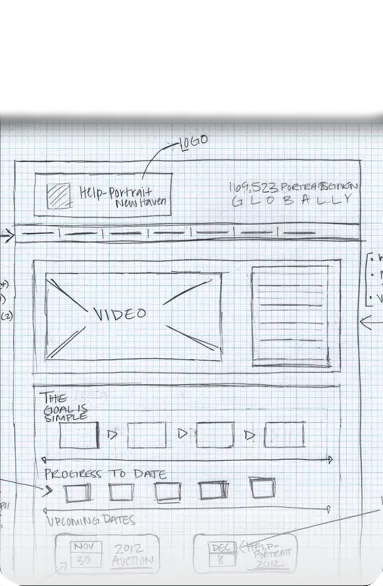 LOGO
Help-Portrait
New Haven
169,523 PORTRAITS GIVEN
GLOBALLY
VIDEO
THE
GOAL IS
SIMPLE
PROGRESS TO DATE
UPCOMING DATES
NOV
30
2012
AUCTION
DEC
8
HELP-
PORTRAIT
2012